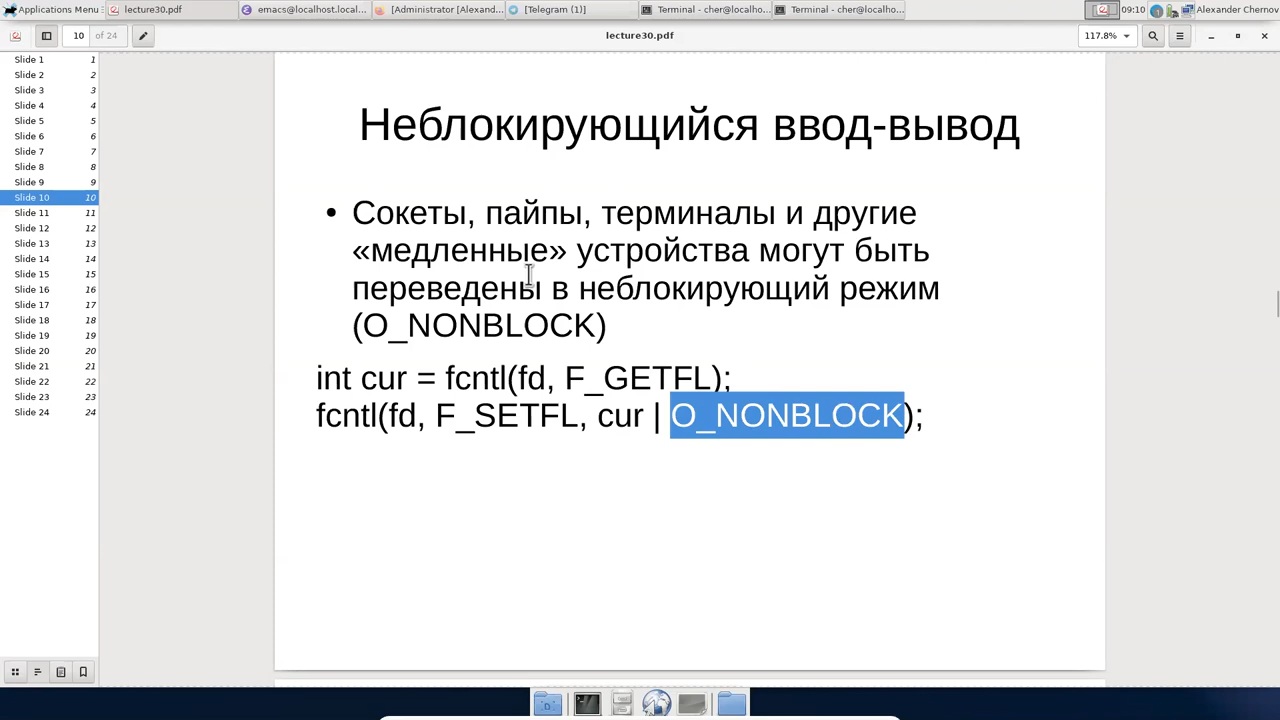 Applications Menu
lecture30.pdf
emacs@localhost.local...
[Administrator [Alexand...
[Telegram (1)]
Terminal - cher@localho...
Terminal - cher@localho...
09:10
Alexander Chernov
10 of 24
lecture30.pdf
117.8%
Slide 1 1
Slide 2 2
Slide 3 3
Slide 4 4
Slide 5 5
Slide 6 6
Slide 7 7
Slide 8 8
Slide 9 9
Slide 10 10
Slide 11 11
Slide 12 12
Slide 13 13
Slide 14 14
Slide 15 15
Slide 16 16
Slide 17 17
Slide 18 18
Slide 19 19
Slide 20 20
Slide 21 21
Slide 22 22
Slide 23 23
Slide 24 24
Неблокирующийся ввод-вывод
• Сокеты, пайпы, терминалы и другие
«медленные» устройства могут быть
переведены в неблокирующий режим
(O_NONBLOCK)
int cur = fcntl(fd, F_GETFL);
fcntl(fd, F_SETFL, cur | O_NONBLOCK);